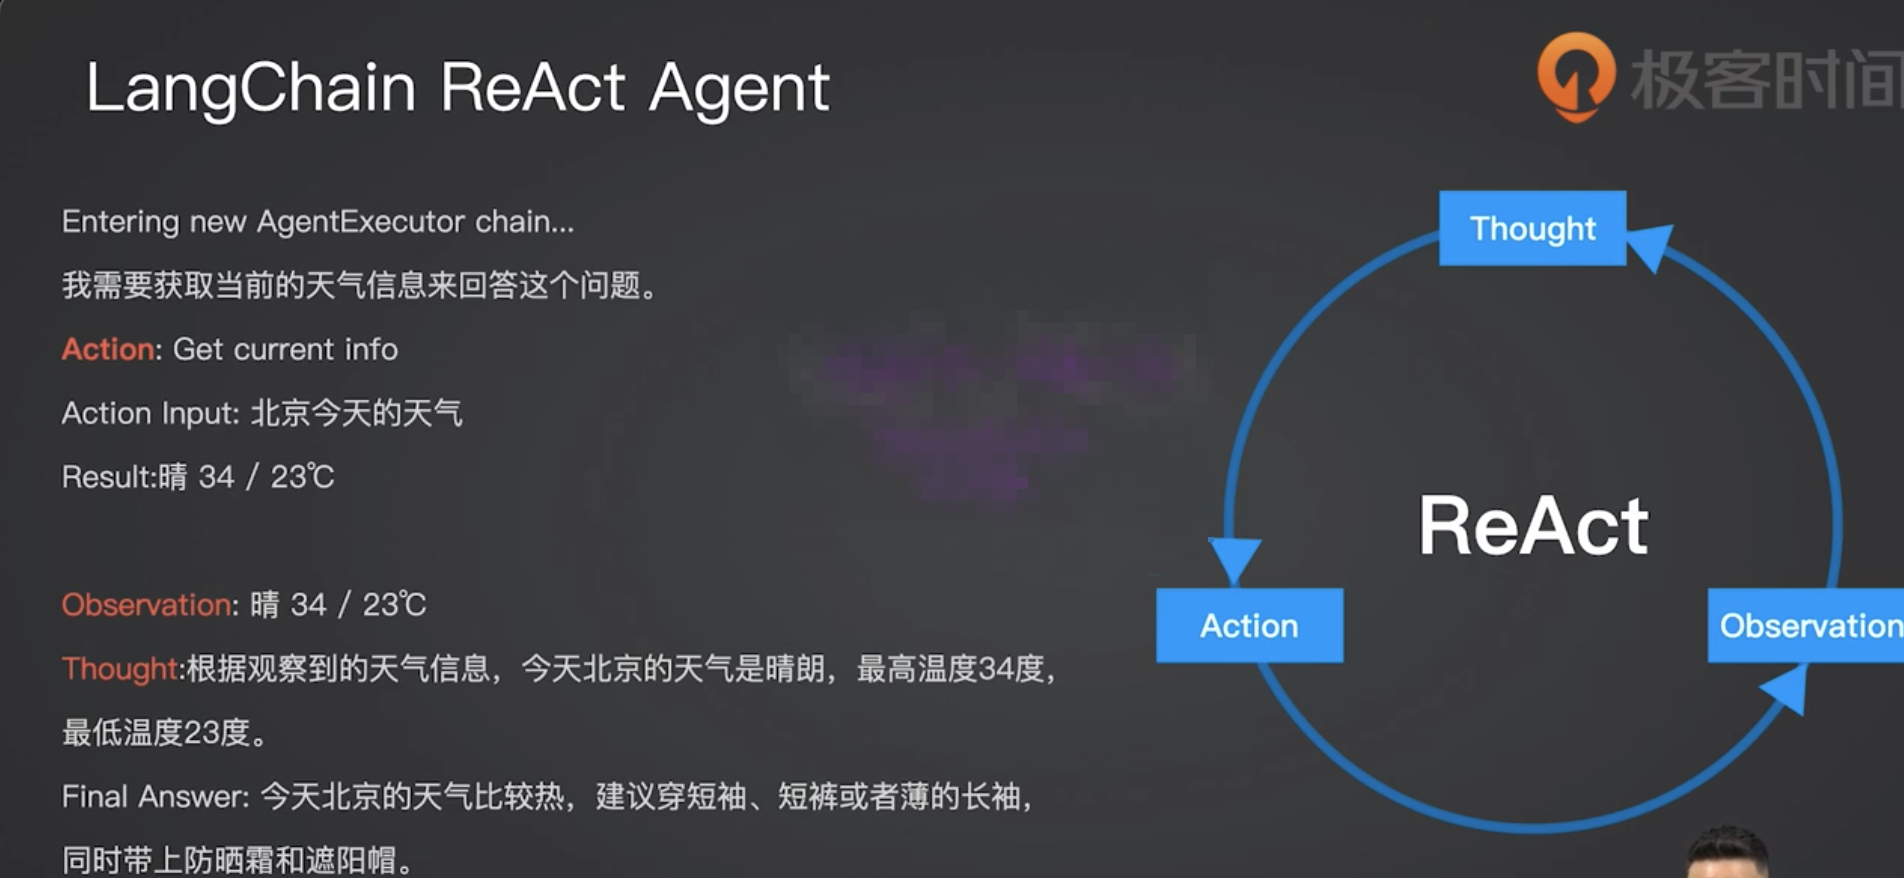 LangChain ReAct Agent
极客时间
Entering new AgentExecutor chain...
我需要获取当前的天气信息来回答这个问题。
Action: Get current info
Action Input: 北京今天的天气
Result:晴 34 / 23℃
Observation: 晴 34 / 23℃
Thought:根据观察到的天气信息，今天北京的天气是晴朗，最高温度34度，
最低温度23度。
Final Answer: 今天北京的天气比较热，建议穿短袖、短裤或者薄的长袖，
同时带上防晒霜和遮阳帽。
Thought
ReAct
Action
Observation